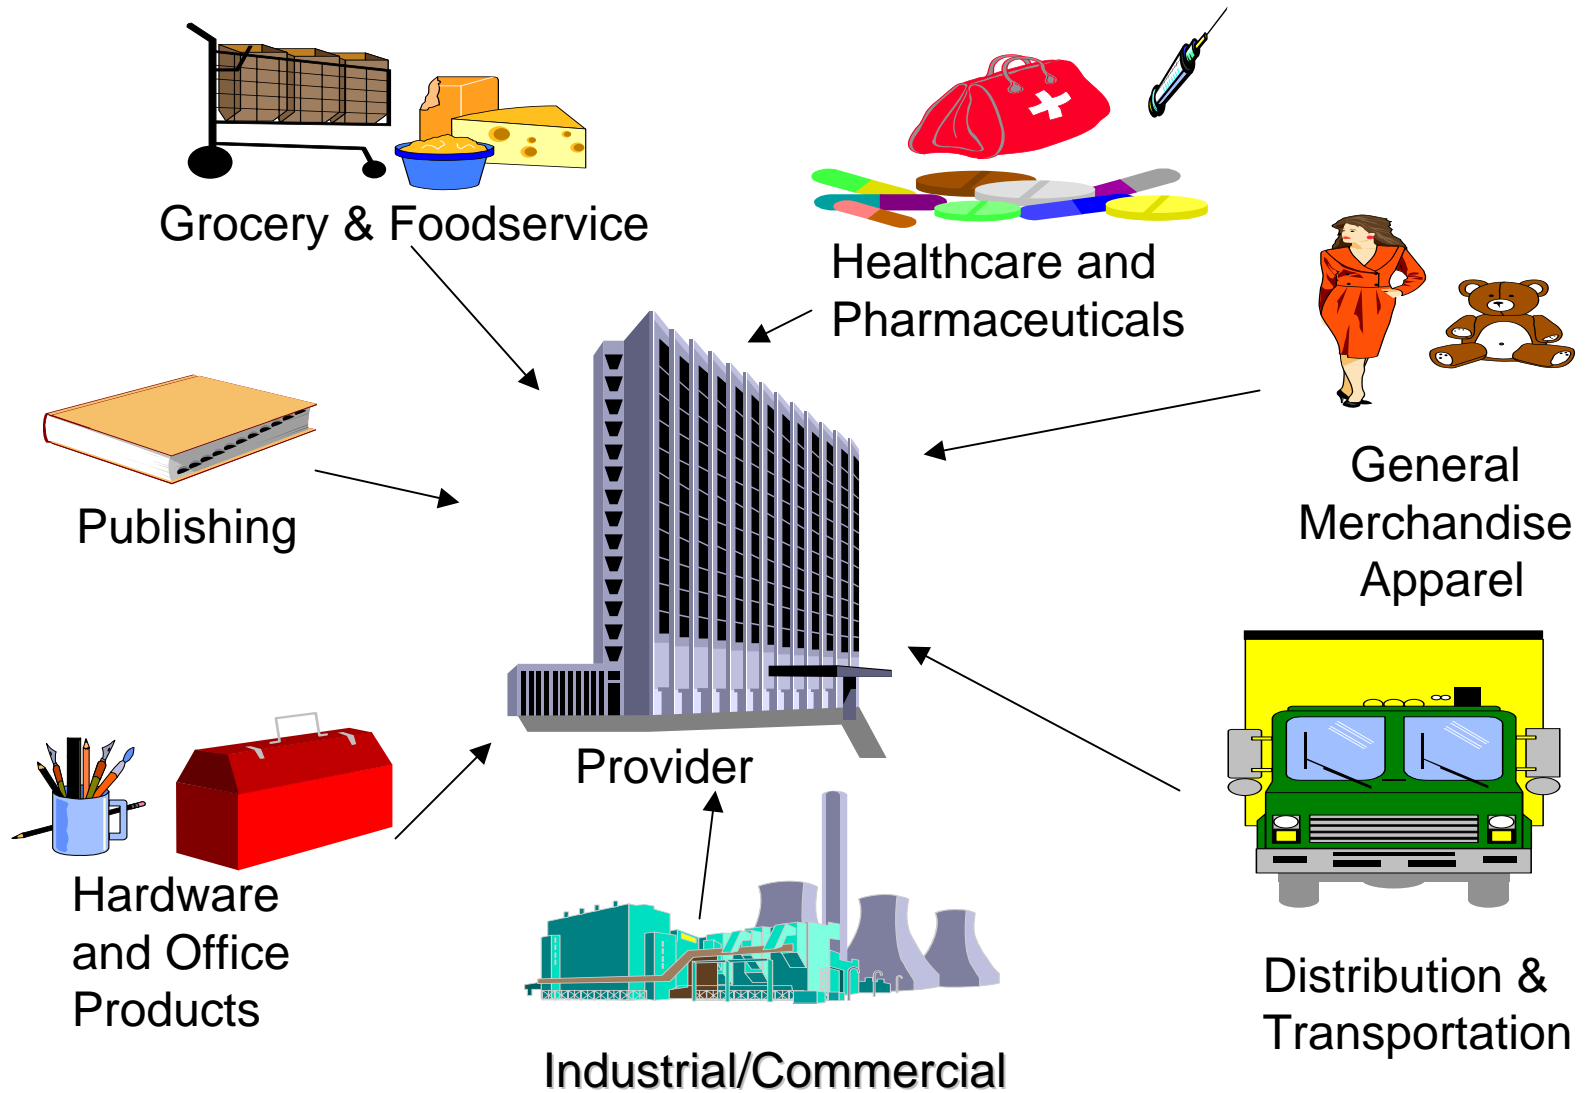 Grocery & Foodservice
Healthcare and
Pharmaceuticals
General
Merchandise
Apparel
Publishing
Provider
Hardware
and Office
Products
Distribution &
Transportation
Industrial/Commercial